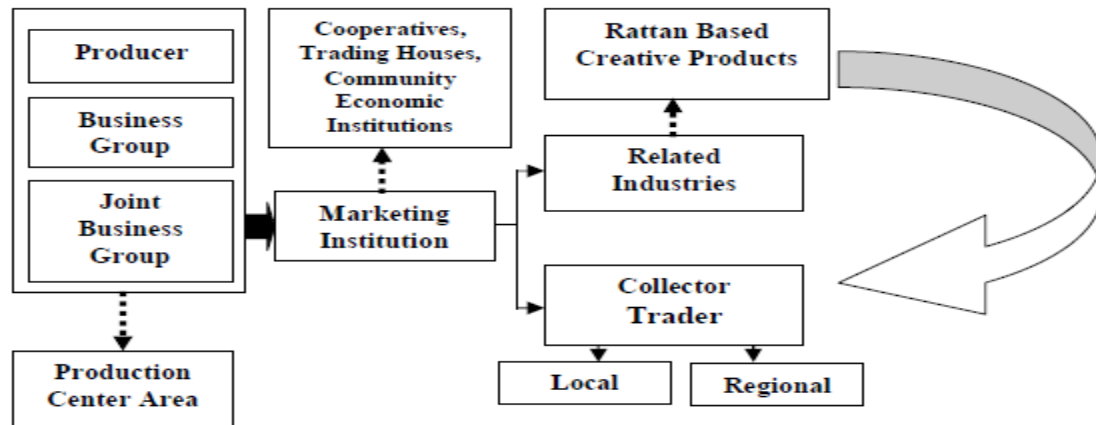 Producer
Business
Group
Joint
Business
Group
Production
Center Area
Cooperatives,
Trading Houses,
Community
Economic
Institutions
Marketing
Institution
Rattan Based
Creative Products
Related
Industries
Collector
Trader
Local
Regional